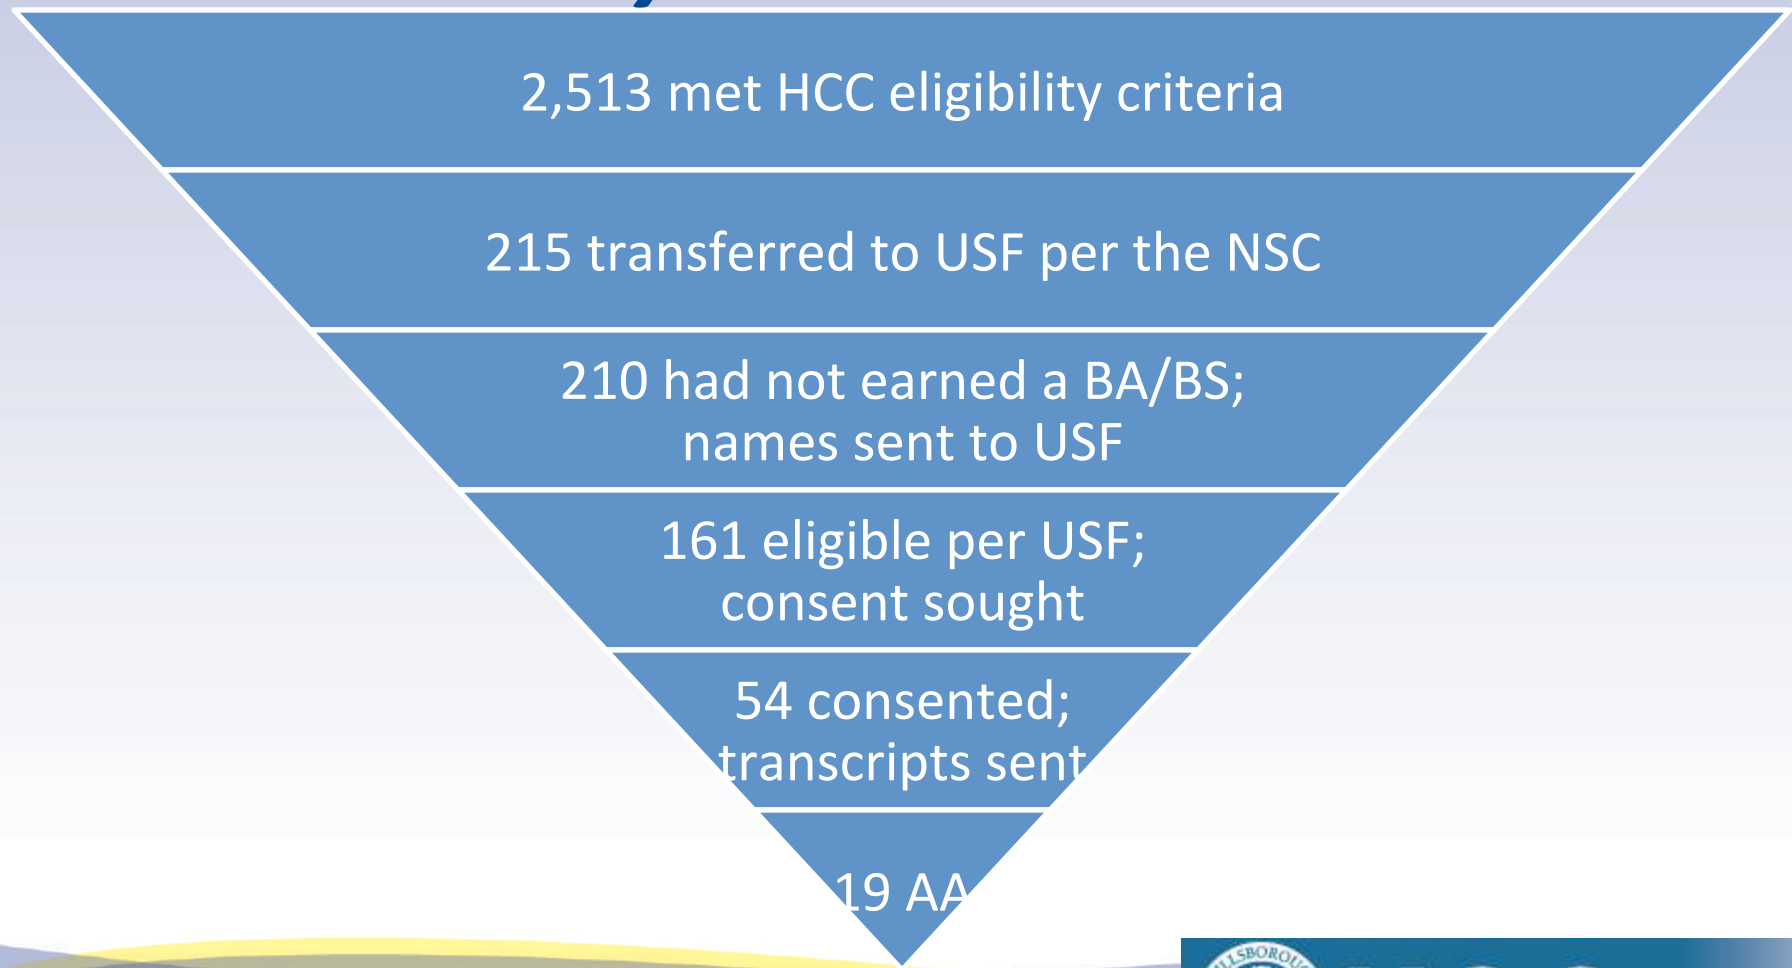 2,513 met HCC eligibility criteria
215 transferred to USF per the NSC
210 had not earned a BA/BS;
names sent to USF
161 eligible per USF;
consent sought
54 consented;
transcripts sent
19 AA